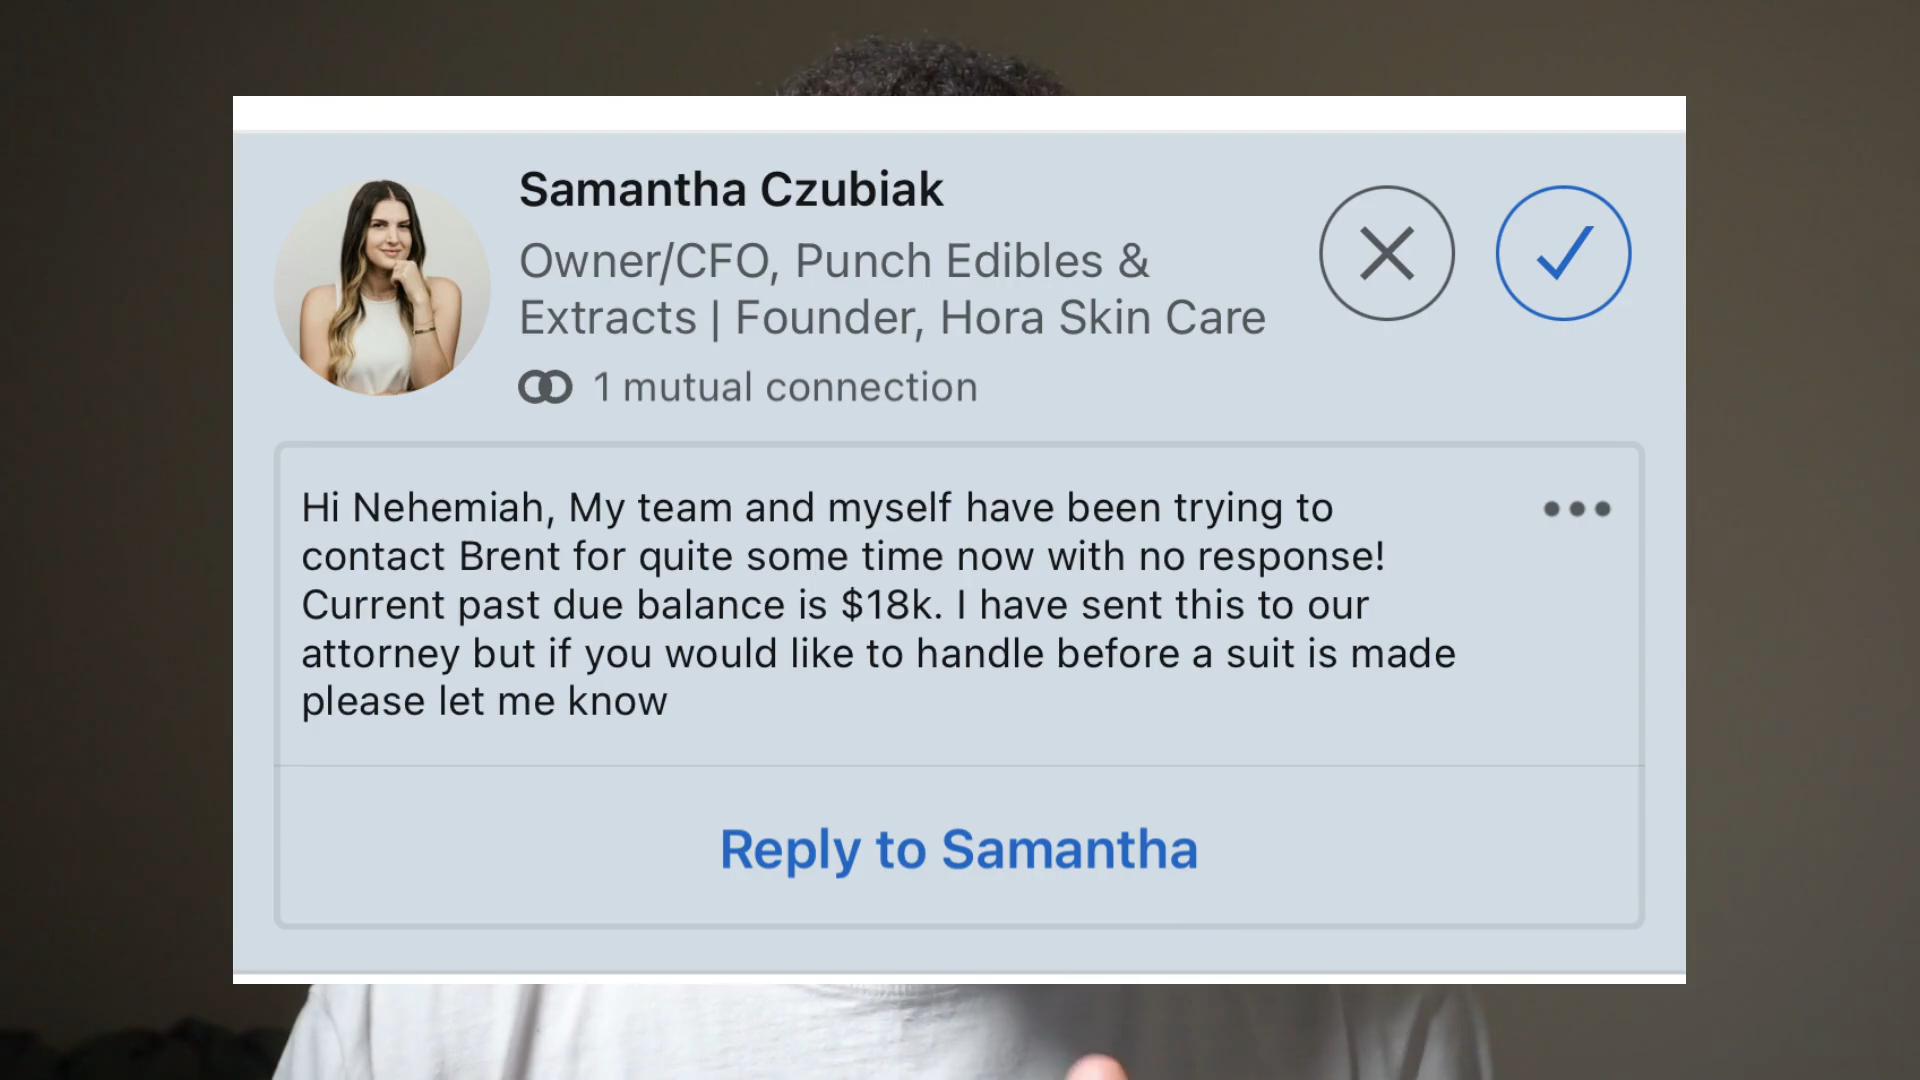 Samantha Czubiak
Owner/CFO, Punch Edibles &
Extracts | Founder, Hora Skin Care
1 mutual connection
Hi Nehemiah, My team and myself have been trying to
contact Brent for quite some time now with no response!
Current past due balance is $18k. I have sent this to our
attorney but if you would like to handle before a suit is made
please let me know
Reply to Samantha